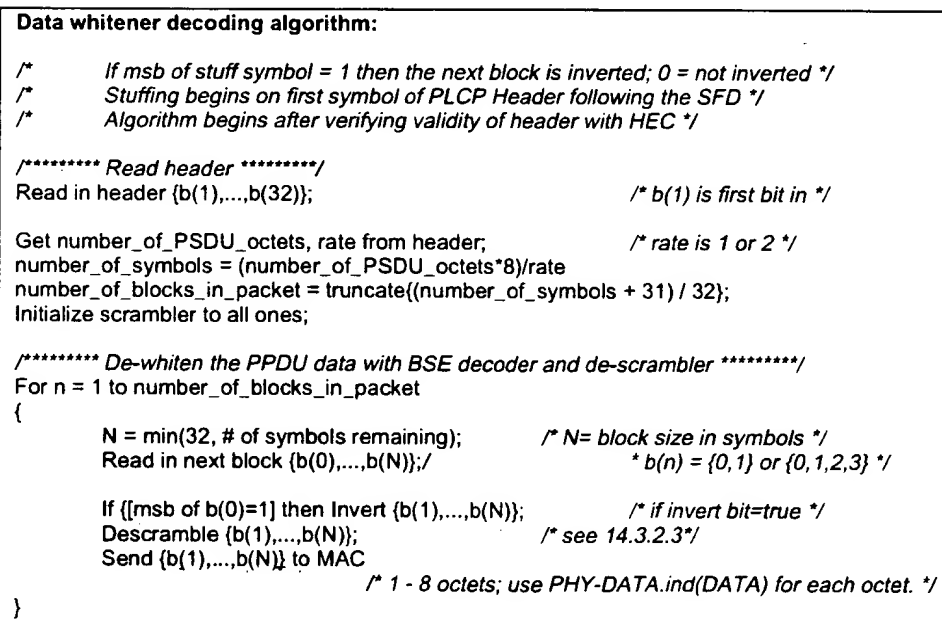 Data whitener decoding algorithm:
/* If msb of stuff symbol = 1 then the next block is inverted; 0 = not inverted */
/* Stuffing begins on first symbol of PLCP Header following the SFD */
/* Algorithm begins after verifying validity of header with HEC */
/********* Read header *********/
Read in header {b(1),...,b(32)}; /* b(1) is first bit in */
Get number_of_PSDU_octets, rate from header; /* rate is 1 or 2 */
number_of_symbols = (number_of_PSDU_octets*8)/rate
number_of_blocks_in_packet = truncate{(number_of_symbols + 31) / 32};
Initialize scrambler to all ones;
/********* De-whiten the PPDU data with BSE decoder and de-scrambler *********/
For n = 1 to number_of_blocks_in_packet
{
N = min(32, # of symbols remaining); /* N= block size in symbols */
Read in next block {b(0),...,b(N)};/ * b(n) = {0,1} or {0,1,2,3} */
If {[msb of b(0)=1] then Invert {b(1),...,b(N)}; /* if invert bit=true */
Descramble {b(1),...,b(N)}; /* see 14.3.2.3*/
Send {b(1),...,b(N)} to MAC
/* 1 - 8 octets; use PHY-DATA.ind(DATA) for each octet. */
}